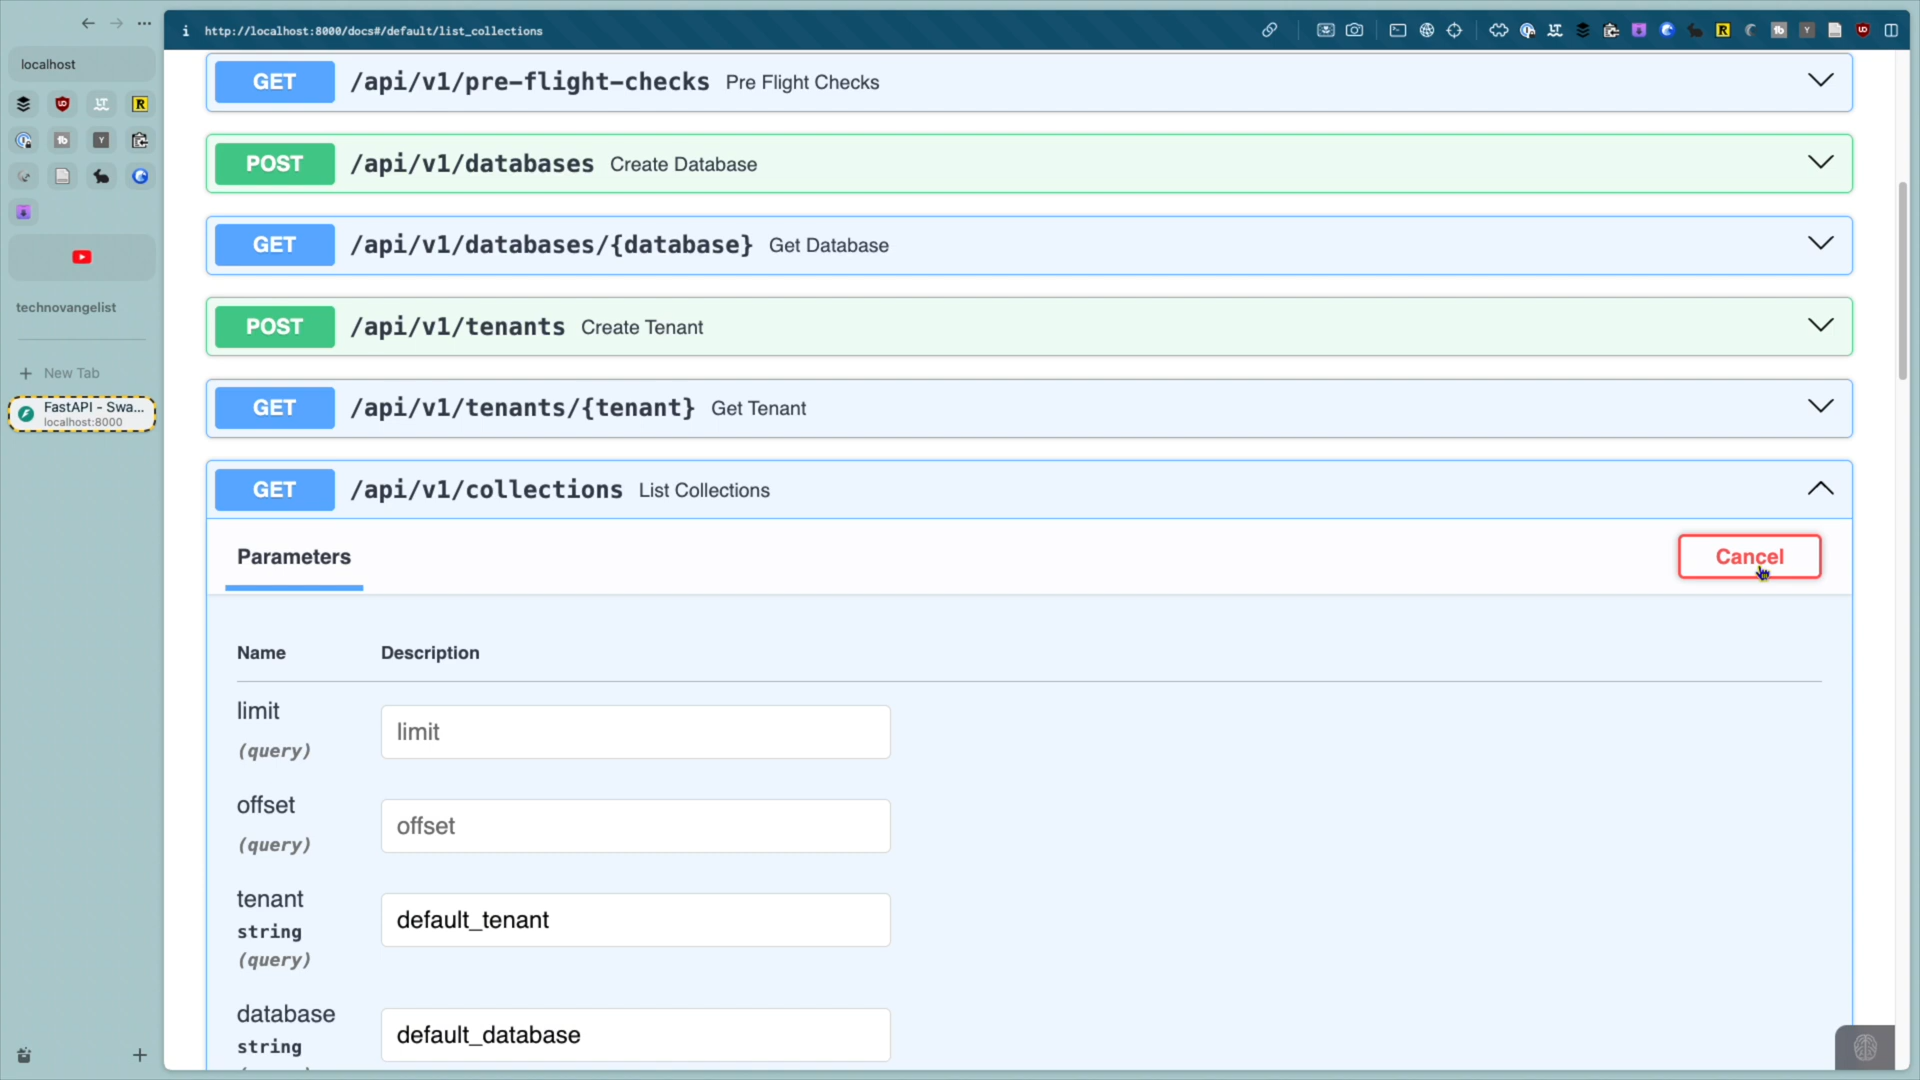 http://localhost:8000/docs#/default/list_collections
localhost
technovangelist
New Tab
FastAPI - Swa...
localhost:8000
GET /api/v1/pre-flight-checks Pre Flight Checks
POST /api/v1/databases Create Database
GET /api/v1/databases/{database} Get Database
POST /api/v1/tenants Create Tenant
GET /api/v1/tenants/{tenant} Get Tenant
GET /api/v1/collections List Collections
Parameters
Cancel
Name Description
limit
(query)
limit
offset
(query)
offset
tenant
string
(query)
default_tenant
database
string
default_database